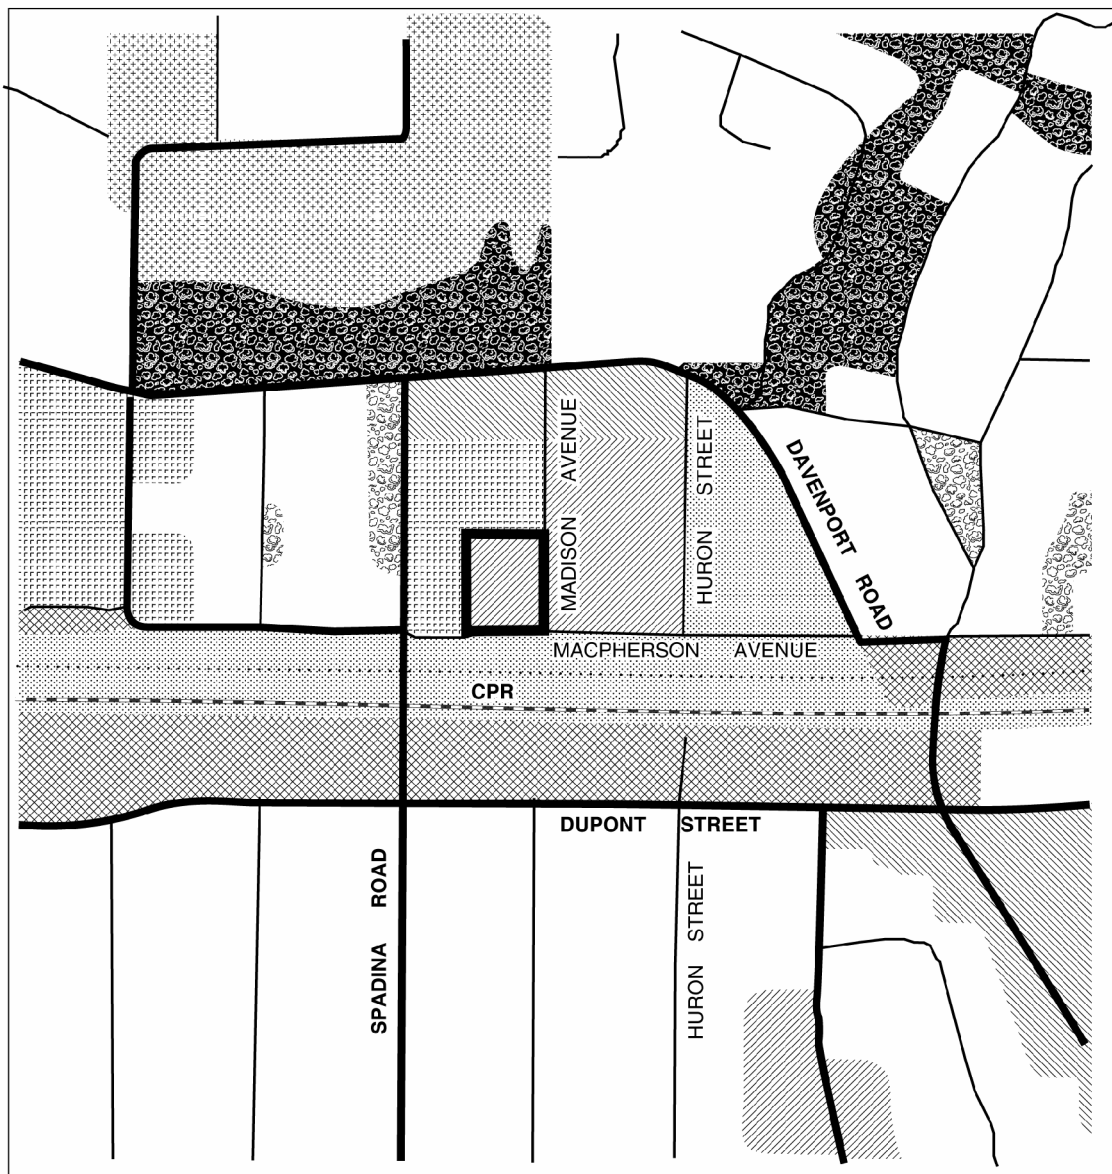 MADISON AVENUE
HURON STREET
DAVENPORT ROAD
MACPHERSON AVENUE
CPR
DUPONT STREET
SPADINA ROAD
HURON STREET